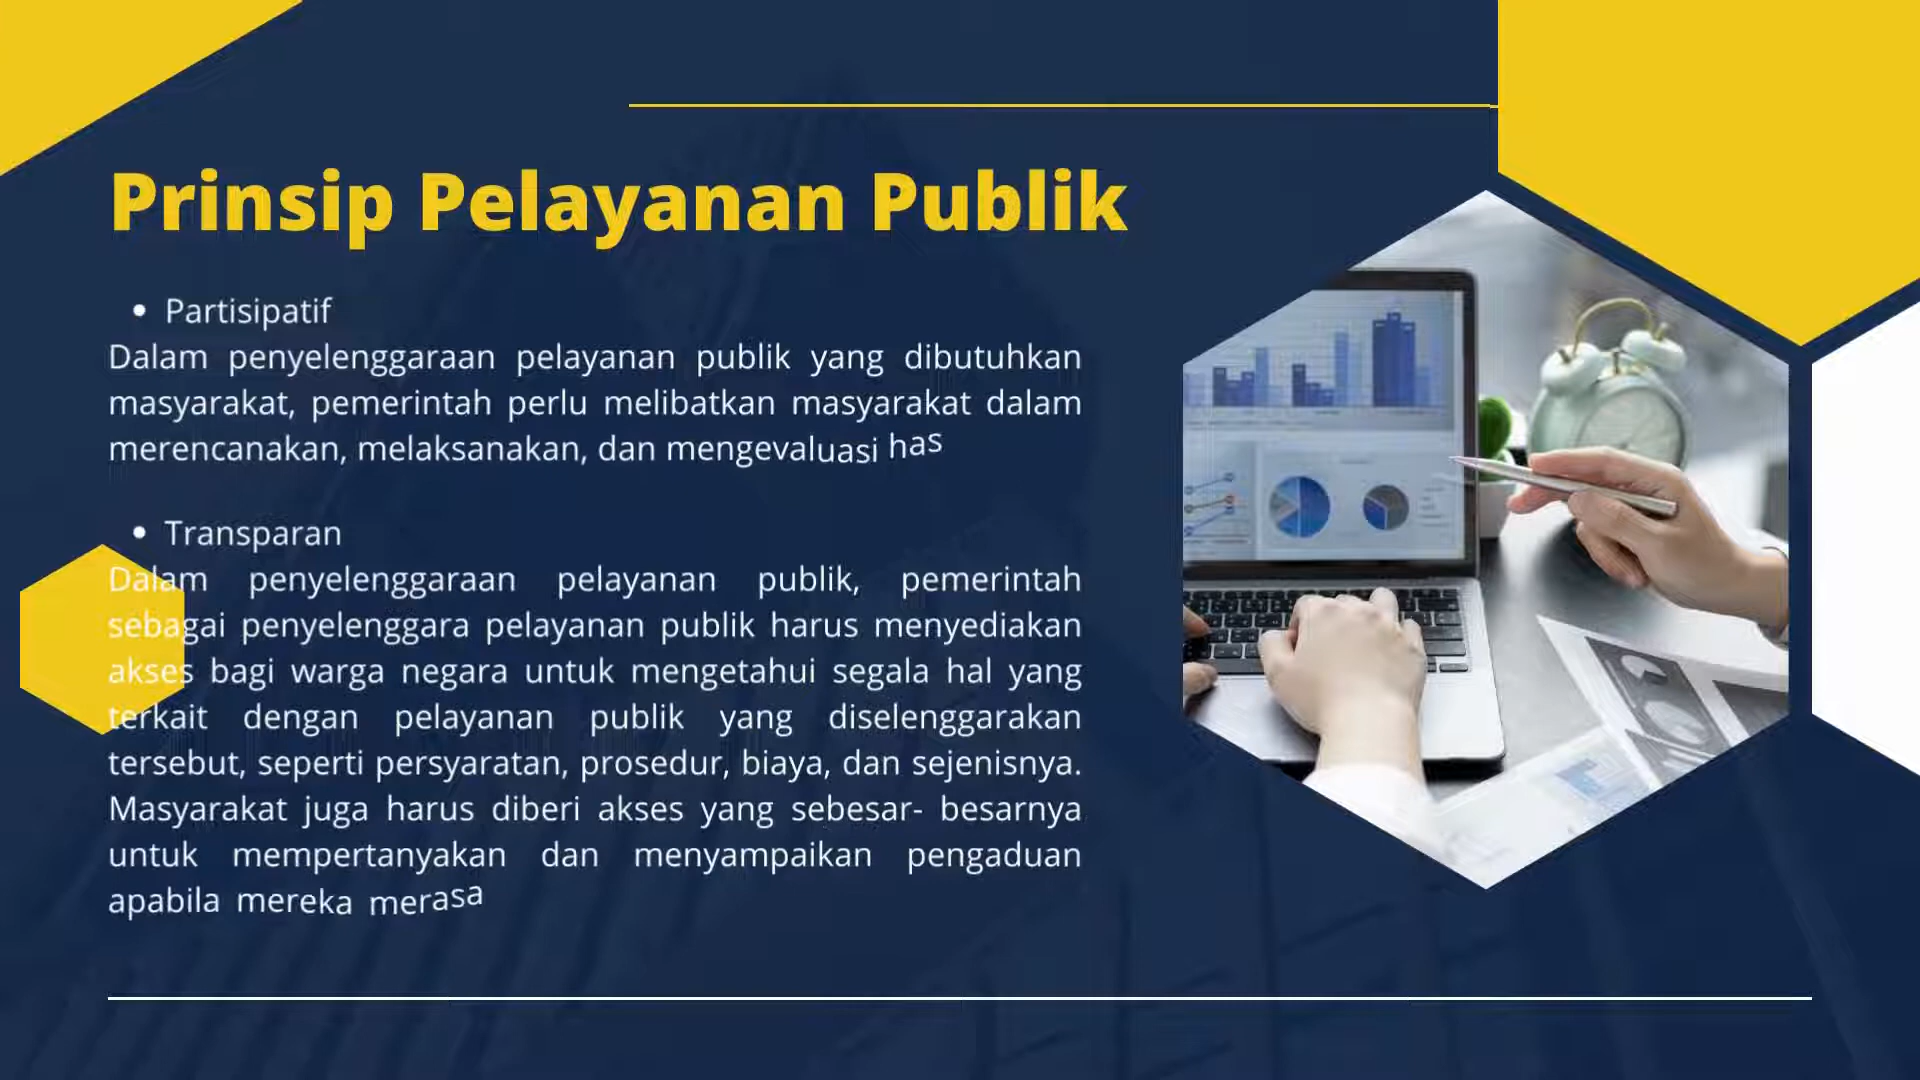 Prinsip Pelayanan Publik
• Partisipatif
Dalam penyelenggaraan pelayanan publik yang dibutuhkan
masyarakat, pemerintah perlu melibatkan masyarakat dalam
merencanakan, melaksanakan, dan mengevaluasi has
• Transparan
Dalam penyelenggaraan pelayanan publik, pemerintah
sebagai penyelenggara pelayanan publik harus menyediakan
akses bagi warga negara untuk mengetahui segala hal yang
terkait dengan pelayanan publik yang diselenggarakan
tersebut, seperti persyaratan, prosedur, biaya, dan sejenisnya.
Masyarakat juga harus diberi akses yang sebesar- besarnya
untuk mempertanyakan dan menyampaikan pengaduan
apabila mereka merasa